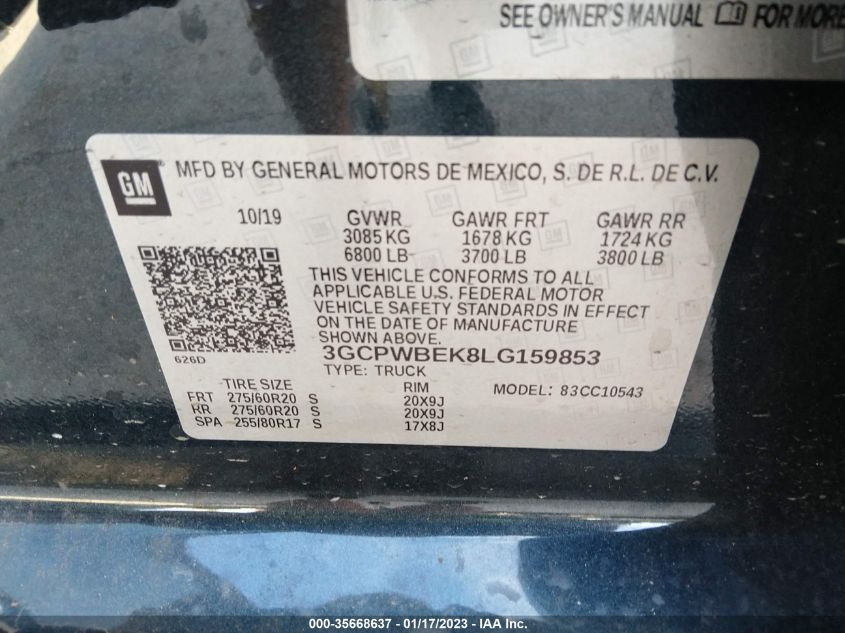 SEE OWNER'S MANUAL FOR MORE
GM
MFD BY GENERAL MOTORS DE MEXICO, S. DE R.L. DE C.V.
10/19 GVWR GAWR FRT GAWR RR
3085 KG 1678 KG 1724 KG
6800 LB 3700 LB 3800 LB
THIS VEHICLE CONFORMS TO ALL
APPLICABLE U.S. FEDERAL MOTOR
VEHICLE SAFETY STANDARDS IN EFFECT
ON THE DATE OF MANUFACTURE
SHOWN ABOVE.
626D
3GCPWBEK8LG159853
TYPE: TRUCK
TIRE SIZE RIM MODEL: 83CC10543
FRT 275/60R20 S 20X9J
RR 275/60R20 S 20X9J
SPA 255/80R17 S 17X8J
000-35668637 - 01/17/2023 - IAA Inc.